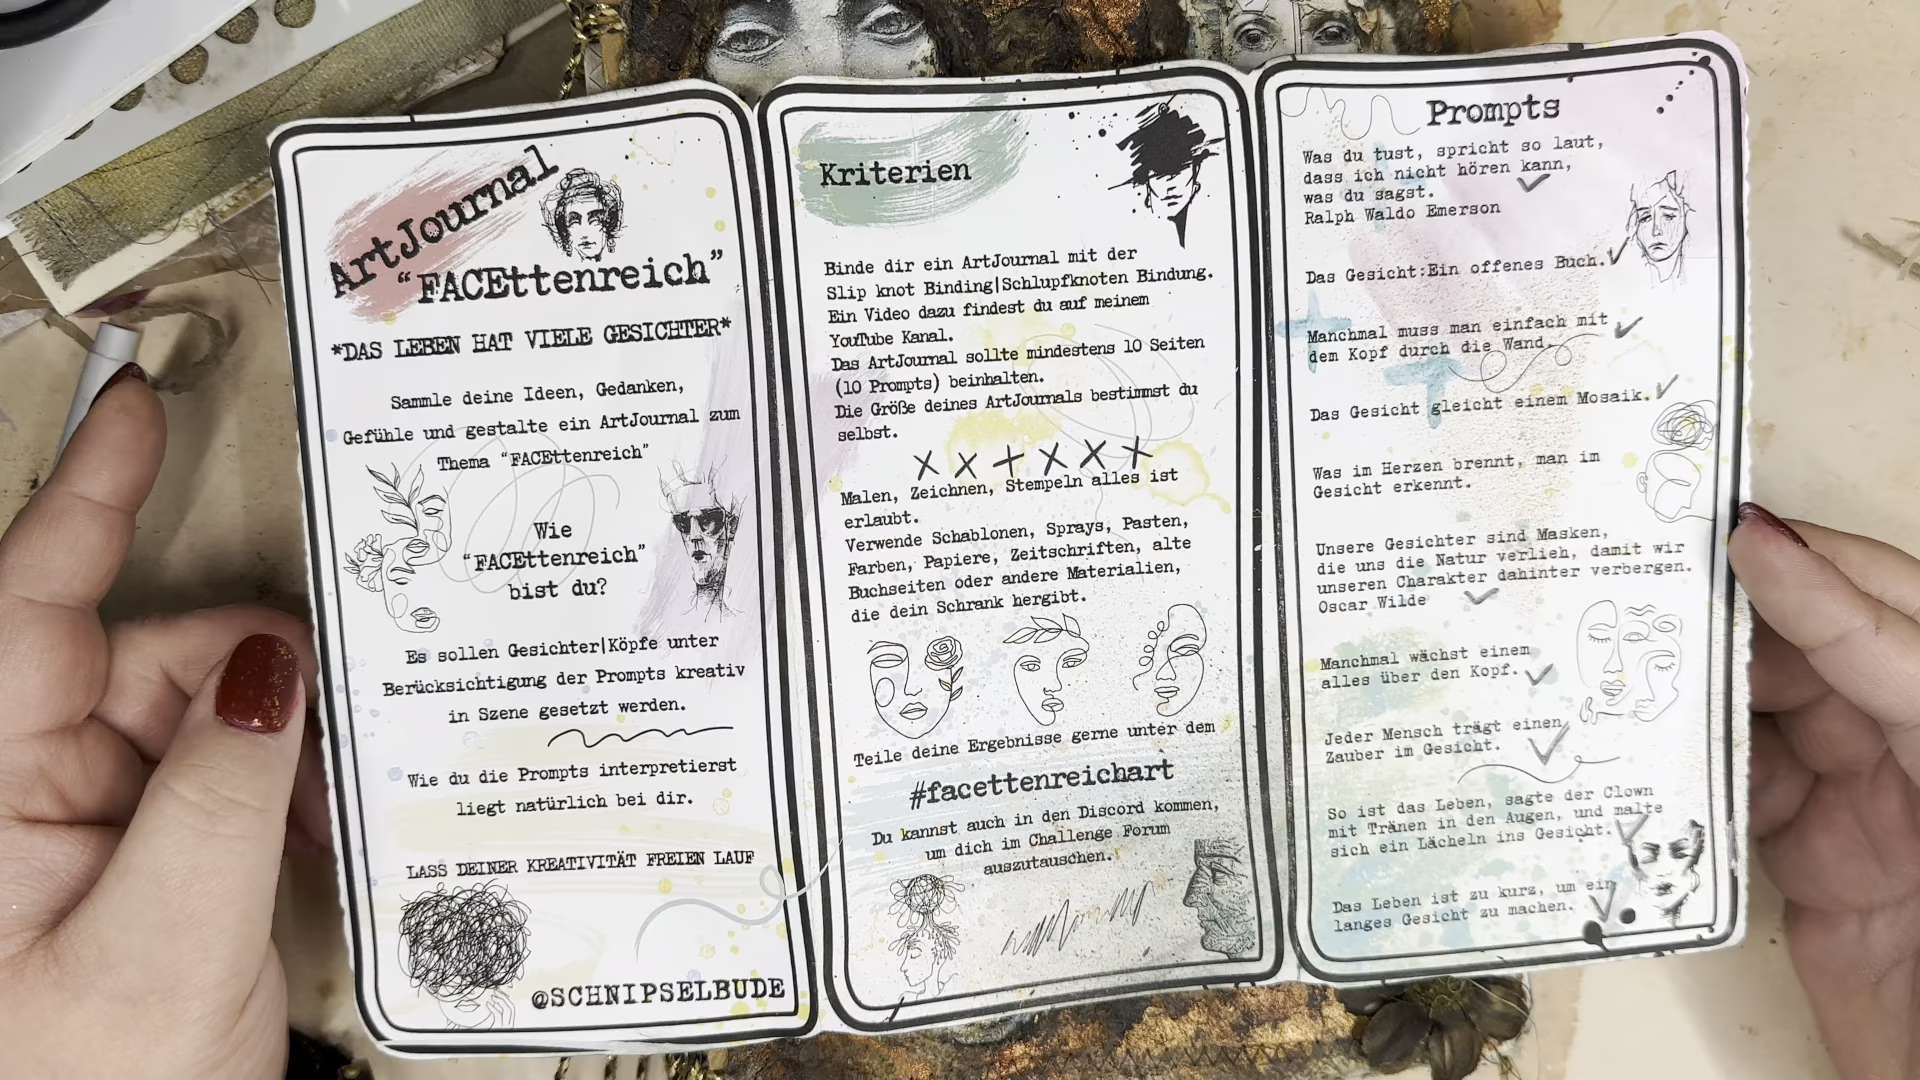 ArtJournal
“FACEttenreich”
*DAS LEBEN HAT VIELE GESICHTER*
Sammle deine Ideen, Gedanken,
Gefühle und gestalte ein ArtJournal zum
Thema “FACEttenreich”
Wie
“FACEttenreich”
bist du?
Es sollen Gesichter|Köpfe unter
Berücksichtigung der Prompts kreativ
in Szene gesetzt werden.
Wie du die Prompts interpretierst
liegt natürlich bei dir.
LASS DEINER KREATIVITÄT FREIEN LAUF
@SCHNIPSELBUDE
Kriterien
Binde dir ein ArtJournal mit der
Slip knot Binding|Schlupfknoten Bindung.
Ein Video dazu findest du auf meinem
YouTube Kanal.
Das ArtJournal sollte mindestens 10 Seiten
(10 Prompts) beinhalten.
Die Größe deines ArtJournals bestimmst du
selbst.
Malen, Zeichnen, Stempeln alles ist
erlaubt.
Verwende Schablonen, Sprays, Pasten,
Farben, Papiere, Zeitschriften, alte
Buchseiten oder andere Materialien,
die dein Schrank hergibt.
Teile deine Ergebnisse gerne unter dem
#facettenreichart
Du kannst auch in den Discord kommen,
um dich im Challenge Forum
auszutauschen.
Prompts
Was du tust, spricht so laut,
dass ich nicht hören kann,
was du sagst.
Ralph Waldo Emerson
Das Gesicht:Ein offenes Buch.
Manchmal muss man einfach mit
dem Kopf durch die Wand.
Das Gesicht gleicht einem Mosaik.
Was im Herzen brennt, man im
Gesicht erkennt.
Unsere Gesichter sind Masken,
die uns die Natur verlieh, damit wir
unseren Charakter dahinter verbergen.
Oscar Wilde
Manchmal wächst einem
alles über den Kopf.
Jeder Mensch trägt einen
Zauber im Gesicht.
So ist das Leben, sagte der Clown
mit Tränen in den Augen, und malte
sich ein Lächeln ins Gesicht.
Das Leben ist zu kurz, um ein
langes Gesicht zu machen.